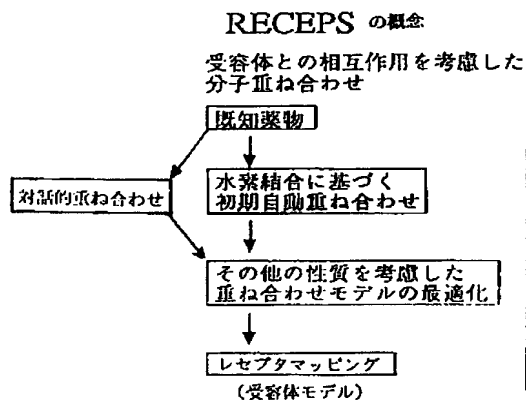 RECEPS の概念
受容体との相互作用を考慮した
分子重ね合わせ
既知薬物
対話的重ね合わせ
水素結合に基づく
初期自動重ね合わせ
その他の性質を考慮した
重ね合わせモデルの最適化
レセプタマッピング
(受容体モデル)